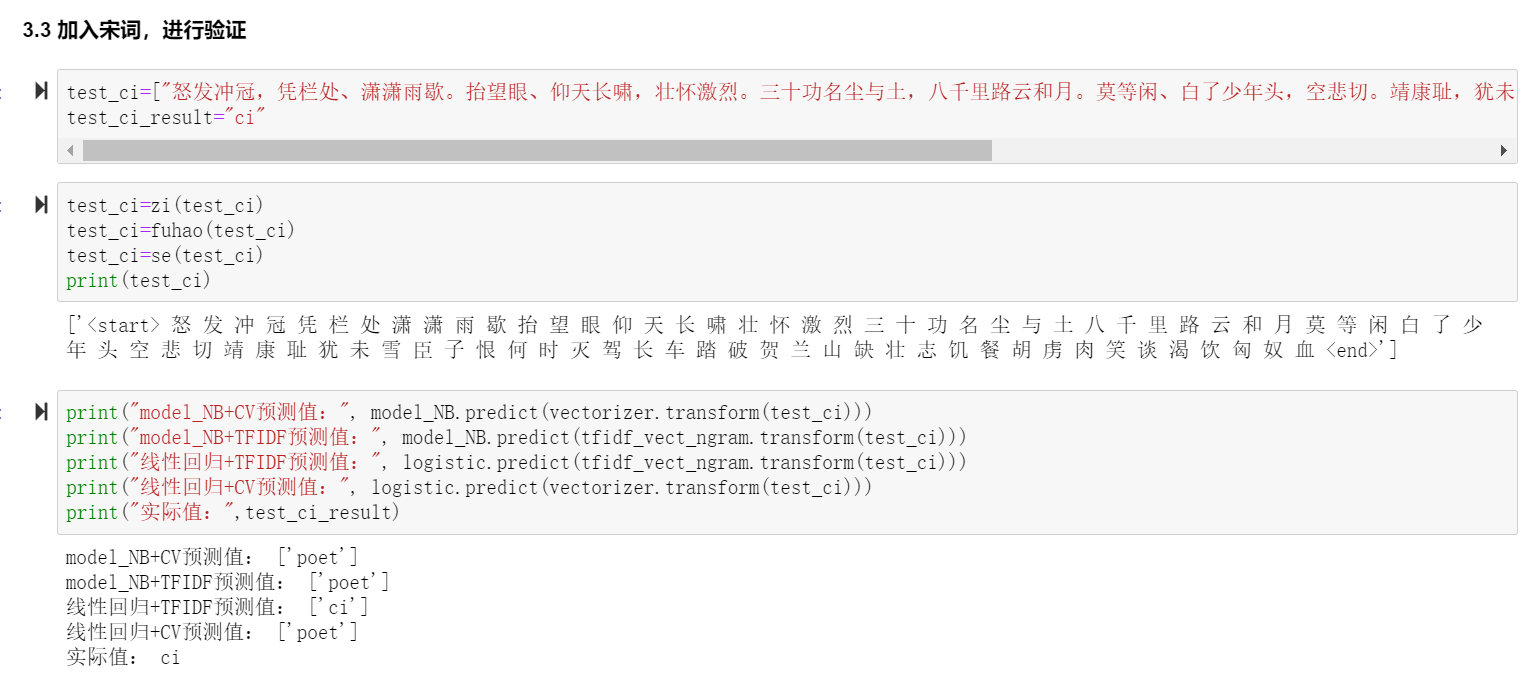 3.3 加入宋词，进行验证
test_ci=["怒发冲冠，凭栏处、潇潇雨歇。抬望眼、仰天长啸，壮怀激烈。三十功名尘与土，八千里路云和月。莫等闲、白了少年头，空悲切。靖康耻，犹未
test_ci_result="ci"
test_ci=zi(test_ci)
test_ci=fuhao(test_ci)
test_ci=se(test_ci)
print(test_ci)
['<start> 怒 发 冲 冠 凭 栏 处 潇 潇 雨 歇 抬 望 眼 仰 天 长 啸 壮 怀 激 烈 三 十 功 名 尘 与 土 八 千 里 路 云 和 月 莫 等 闲 白 了 少
年 头 空 悲 切 靖 康 耻 犹 未 雪 臣 子 恨 何 时 灭 驾 长 车 踏 破 贺 兰 山 缺 壮 志 饥 餐 胡 虏 肉 笑 谈 渴 饮 匈 奴 血 <end>']
print("model_NB+CV预测值：", model_NB.predict(vectorizer.transform(test_ci)))
print("model_NB+TFIDF预测值：", model_NB.predict(tfidf_vect_ngram.transform(test_ci)))
print("线性回归+TFIDF预测值：", logistic.predict(tfidf_vect_ngram.transform(test_ci)))
print("线性回归+CV预测值：", logistic.predict(vectorizer.transform(test_ci)))
print("实际值：",test_ci_result)
model_NB+CV预测值： ['poet']
model_NB+TFIDF预测值： ['poet']
线性回归+TFIDF预测值： ['ci']
线性回归+CV预测值： ['poet']
实际值： ci